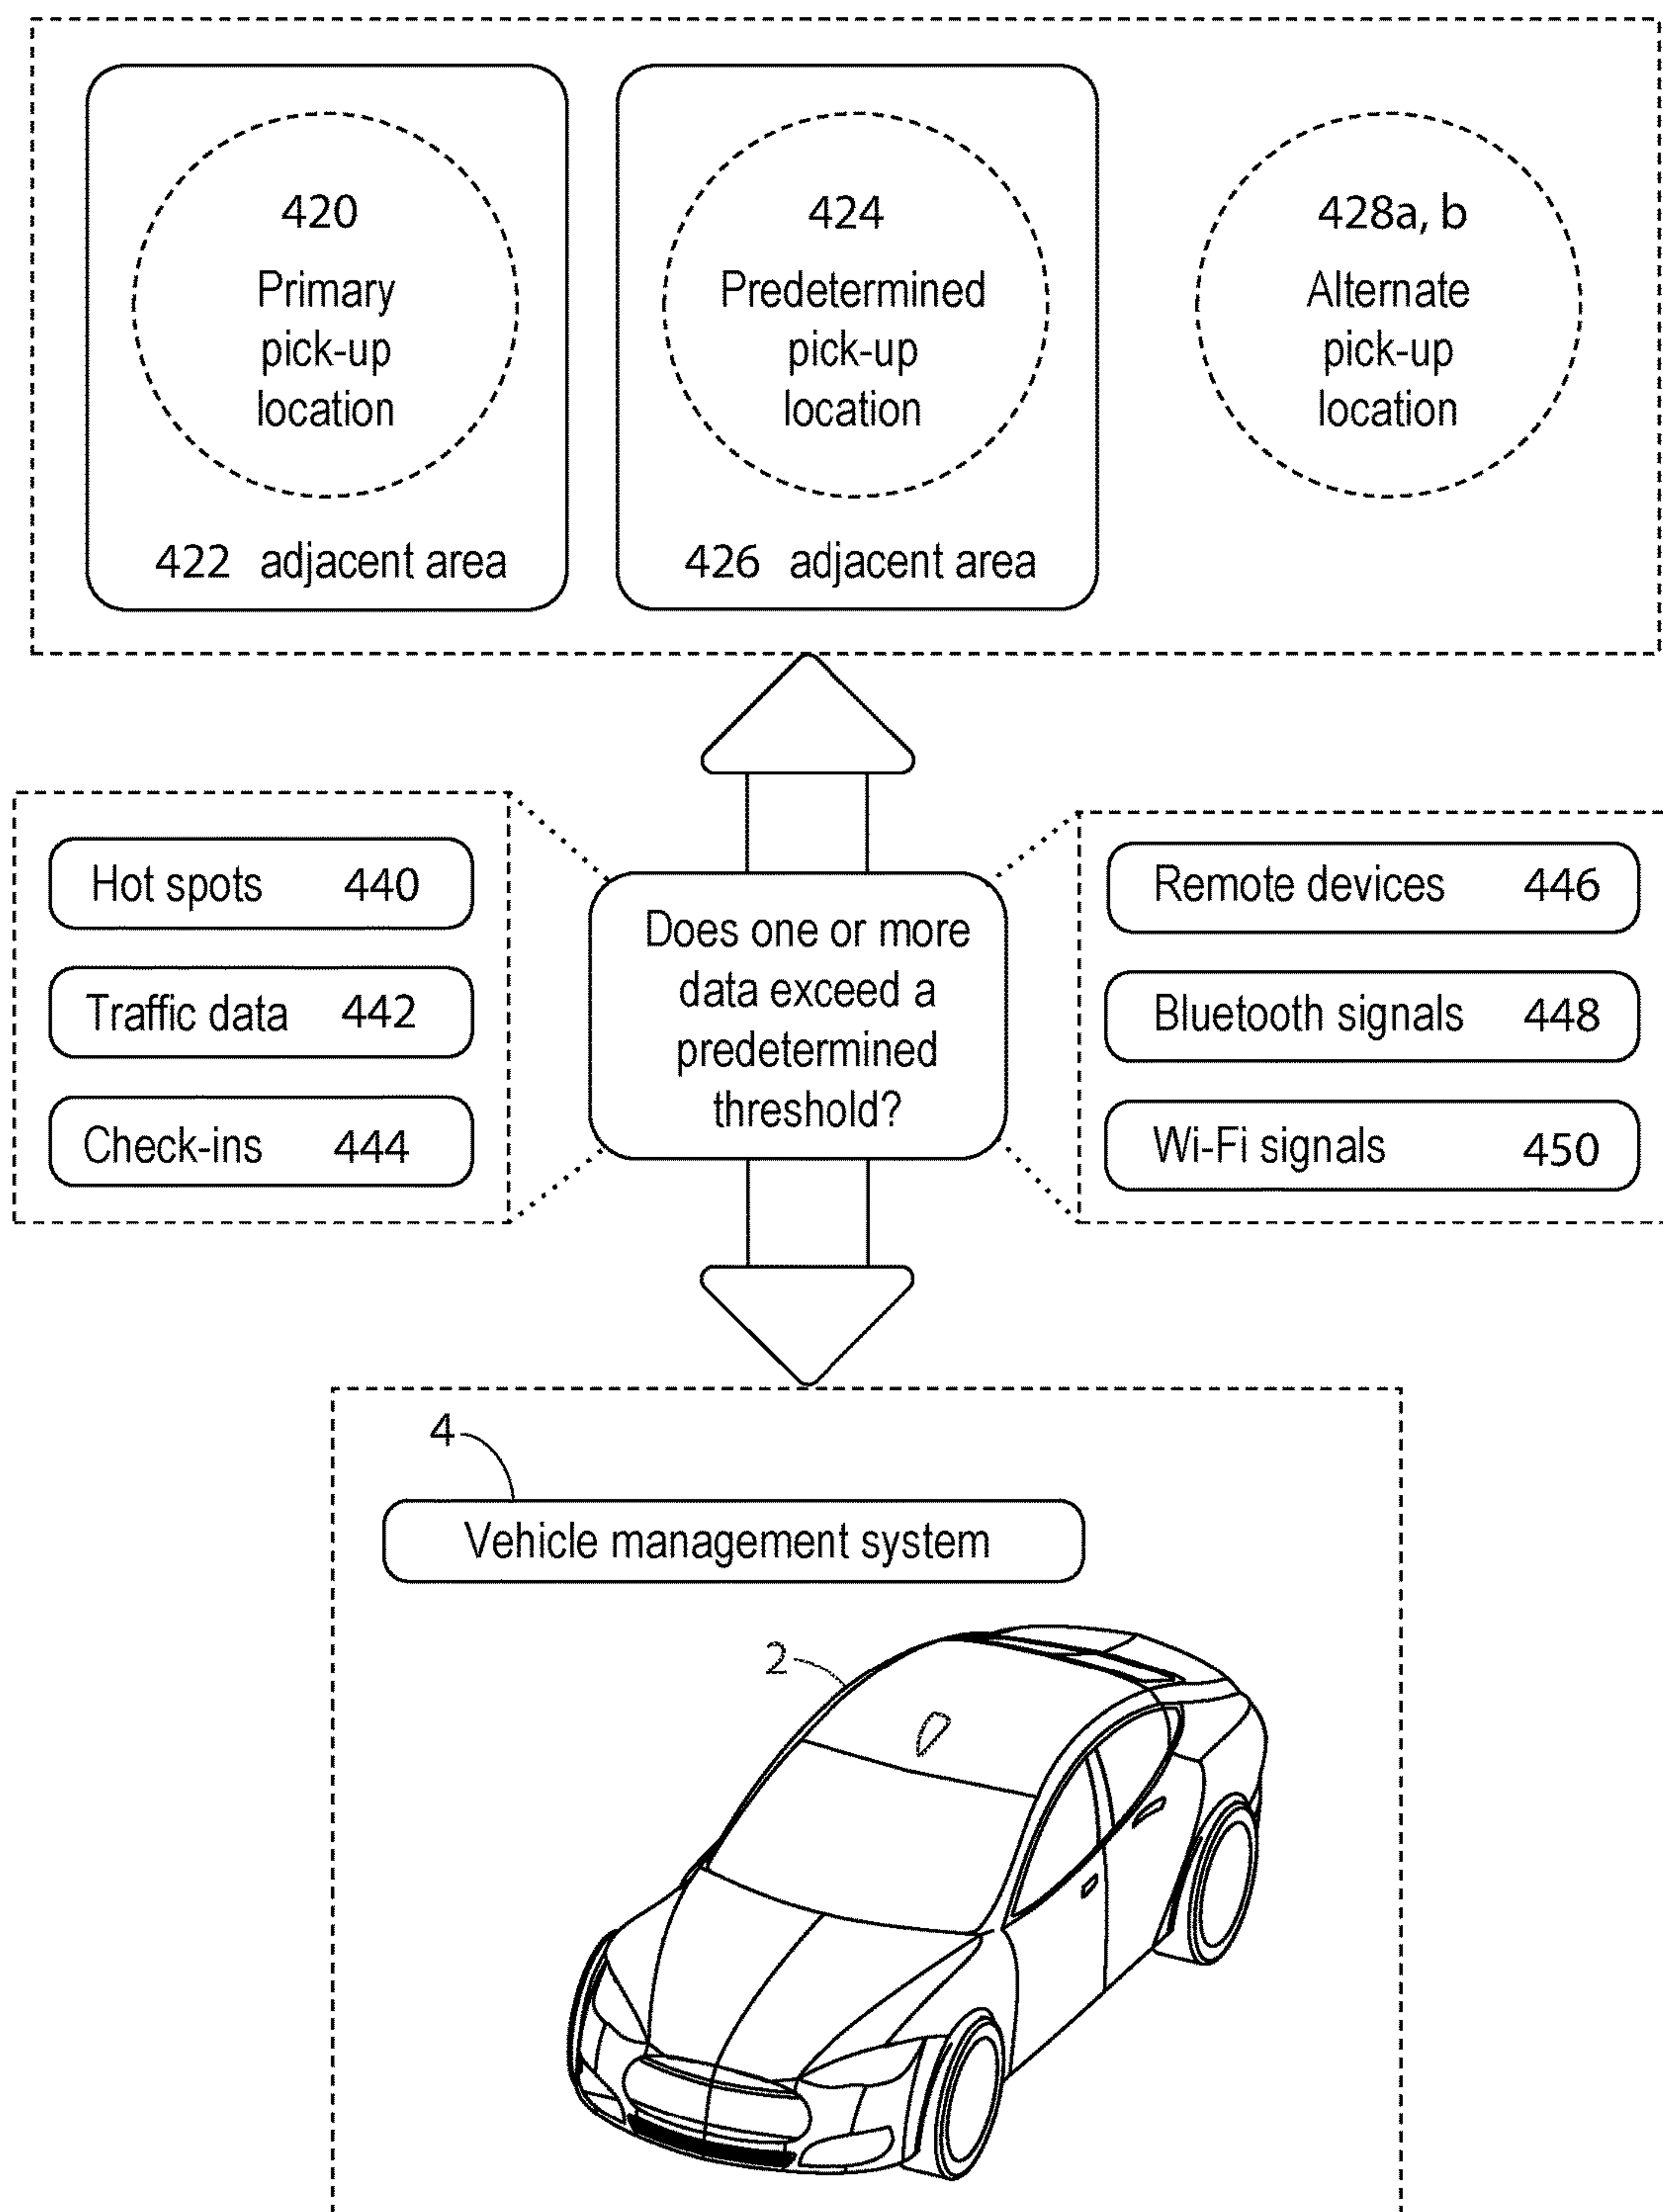 420
Primary
pick-up
location
422 adjacent area
424
Predetermined
pick-up
location
426 adjacent area
428a, b
Alternate
pick-up
location
Hot spots 440
Traffic data 442
Check-ins 444
Does one or more
data exceed a
predetermined
threshold?
Remote devices 446
Bluetooth signals 448
Wi-Fi signals 450
4
Vehicle management system
2